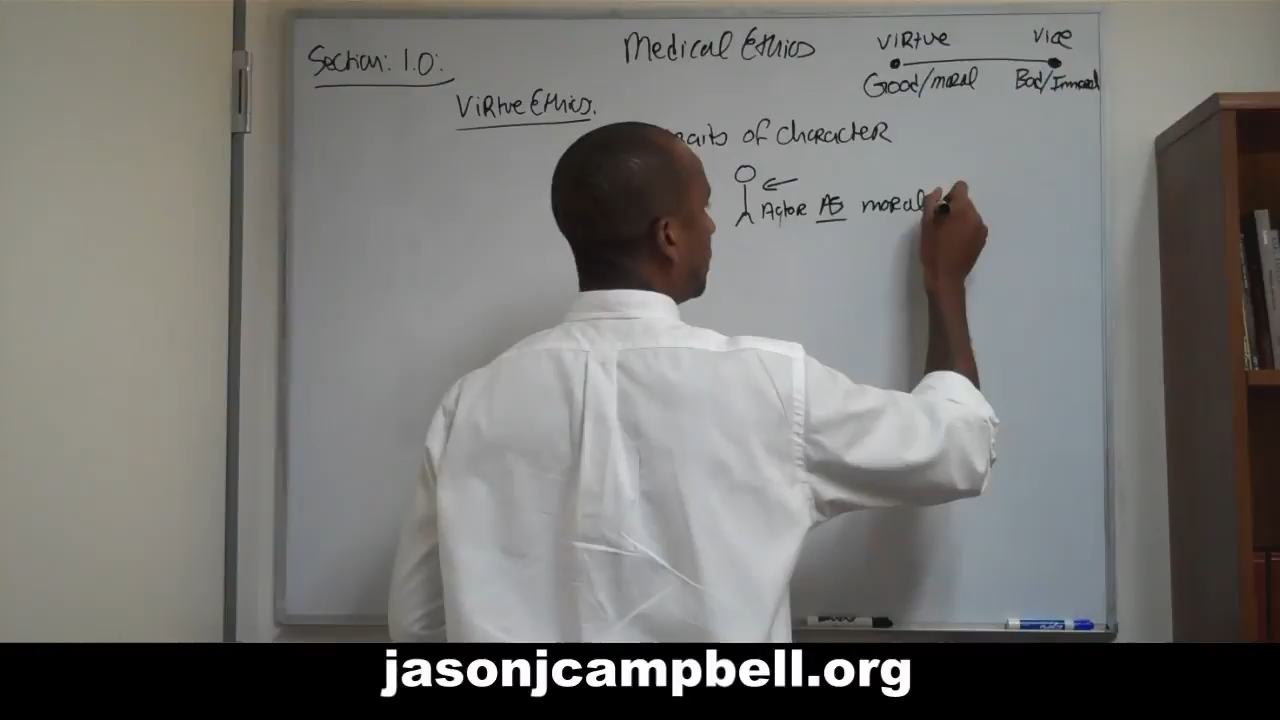 Section: 1.0:
Medical Ethics
Virtue Vice
Good/moral Bad/Immoral
Virtue Ethics.
of character
Actor AS moral
jasonjcampbell.org